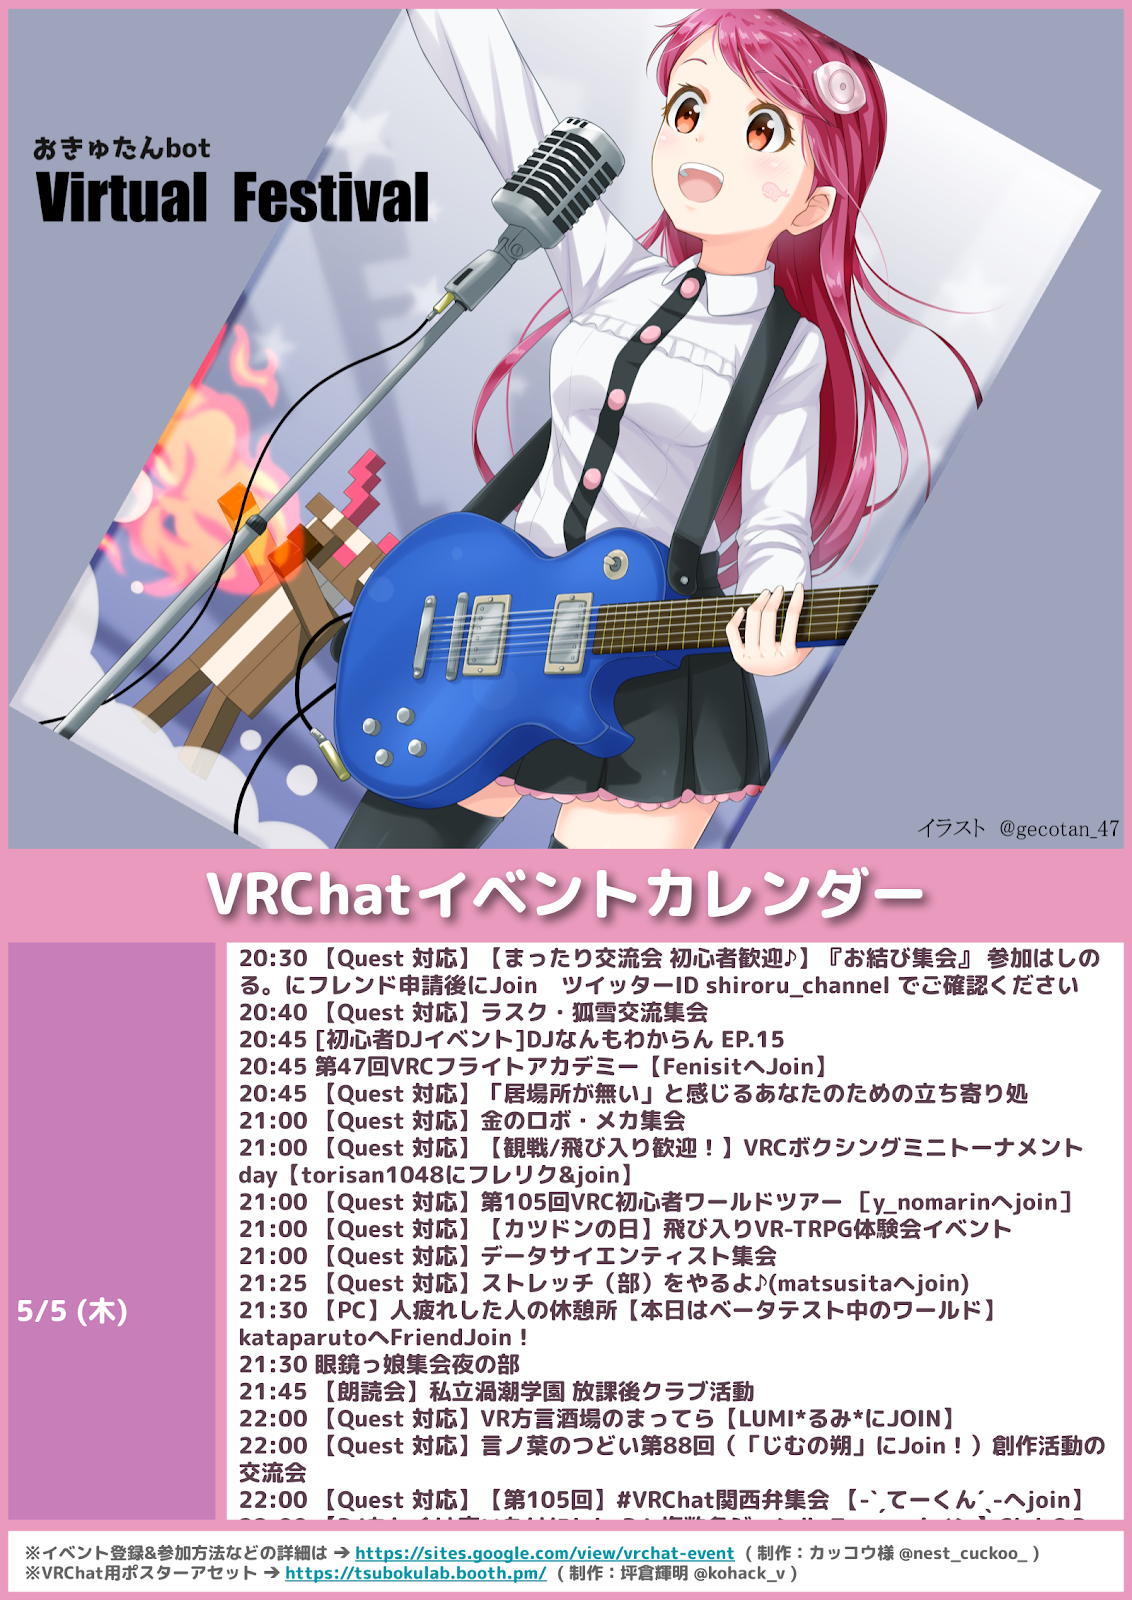 おきゅたんbot
Virtual Festival
イラスト @gecotan_47
VRChatイベントカレンダー
5/5 (木)
20:30 【Quest 対応】【まったり交流会 初心者歓迎♪】『お結び集会』 参加はしの
る。にフレンド申請後にJoin　ツイッターID shiroru_channel でご確認ください
20:40 【Quest 対応】ラスク・狐雪交流集会
20:45 [初心者DJイベント]DJなんもわからん EP.15
20:45 第47回VRCフライトアカデミー【FenisitへJoin】
20:45 【Quest 対応】「居場所が無い」と感じるあなたのための立ち寄り処
21:00 【Quest 対応】金のロボ・メカ集会
21:00 【Quest 対応】【観戦/飛び入り歓迎！】VRCボクシングミニトーナメント
day【torisan1048にフレリク&join】
21:00 【Quest 対応】第105回VRC初心者ワールドツアー［y_nomarinへjoin］
21:00 【Quest 対応】【カツドンの日】飛び入りVR-TRPG体験会イベント
21:00 【Quest 対応】データサイエンティスト集会
21:25 【Quest 対応】ストレッチ（部）をやるよ♪(matsusitaへjoin)
21:30 【PC】人疲れした人の休憩所【本日はベータテスト中のワールド】
kataparutoへFriendJoin！
21:30 眼鏡っ娘集会夜の部
21:45 【朗読会】私立渦潮学園 放課後クラブ活動
22:00 【Quest 対応】VR方言酒場のまってら【LUMI*るみ*にJOIN】
22:00 【Quest 対応】言ノ葉のつどい第88回（「じむの朔」にJoin！）創作活動の
交流会
22:00 【Quest 対応】【第105回】#VRChat関西弁集会 【-ˋˏてーくんˊˎ-へjoin】
※イベント登録&参加方法などの詳細は ➔ https://sites.google.com/view/vrchat-event ( 制作：カッコウ様 @nest_cuckoo_ )
※VRChat用ポスターアセット ➔ https://tsubokulab.booth.pm/ ( 制作：坪倉輝明 @kohack_v )